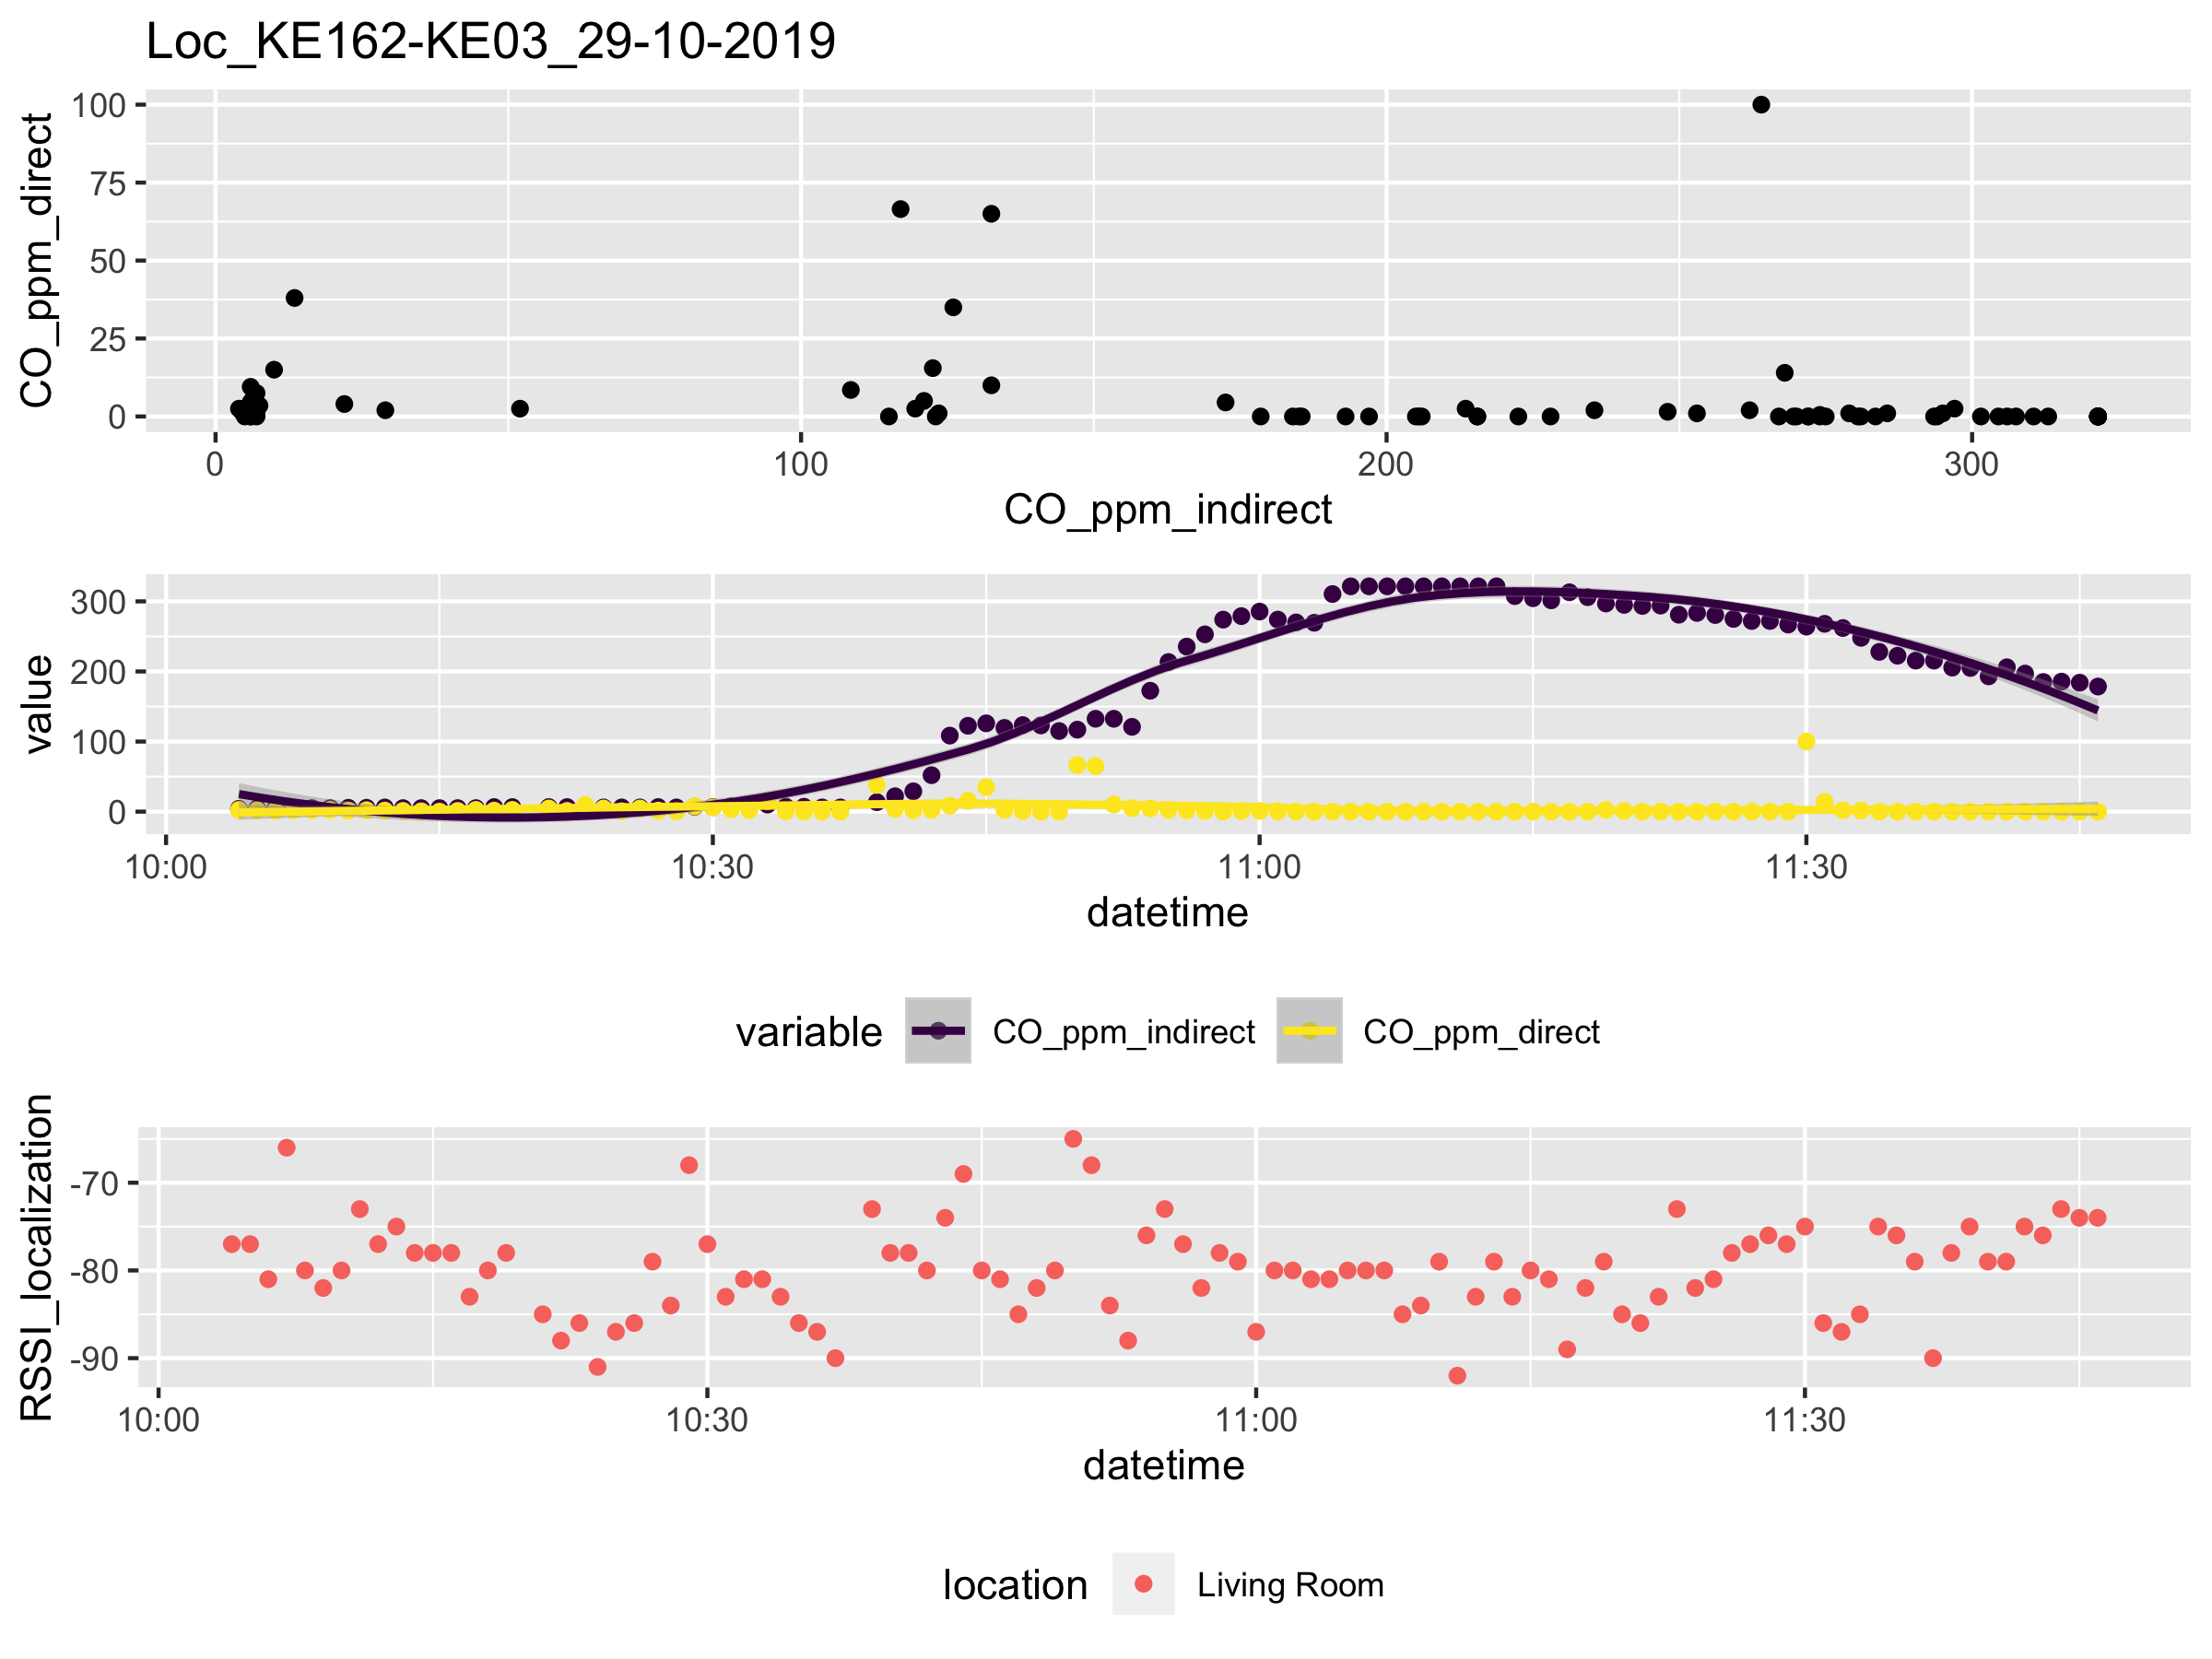 Loc_KE162-KE03_29-10-2019
CO_ppm_direct
100
75
50
25
0
0 100 200 300
CO_ppm_indirect
value
300
200
100
0
10:00 10:30 11:00 11:30
datetime
variable CO_ppm_indirect CO_ppm_direct
RSSI_localization
-70
-80
-90
10:00 10:30 11:00 11:30
datetime
location Living Room